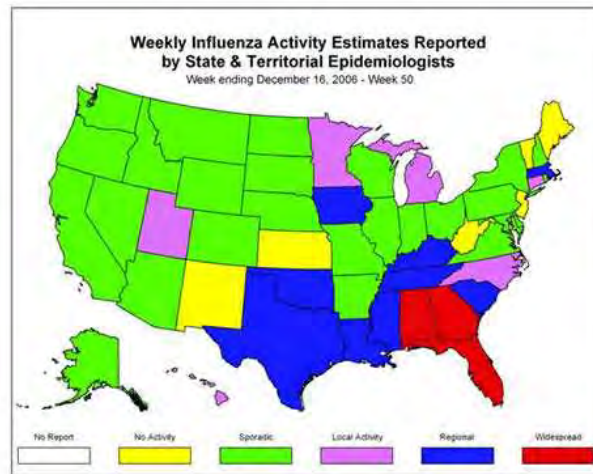 Weekly Influenza Activity Estimates Reported
by State & Territorial Epidemiologists
Week ending December 16, 2006 - Week 50
No Report
No Activity
Sporadic
Local Activity
Regional
Widespread